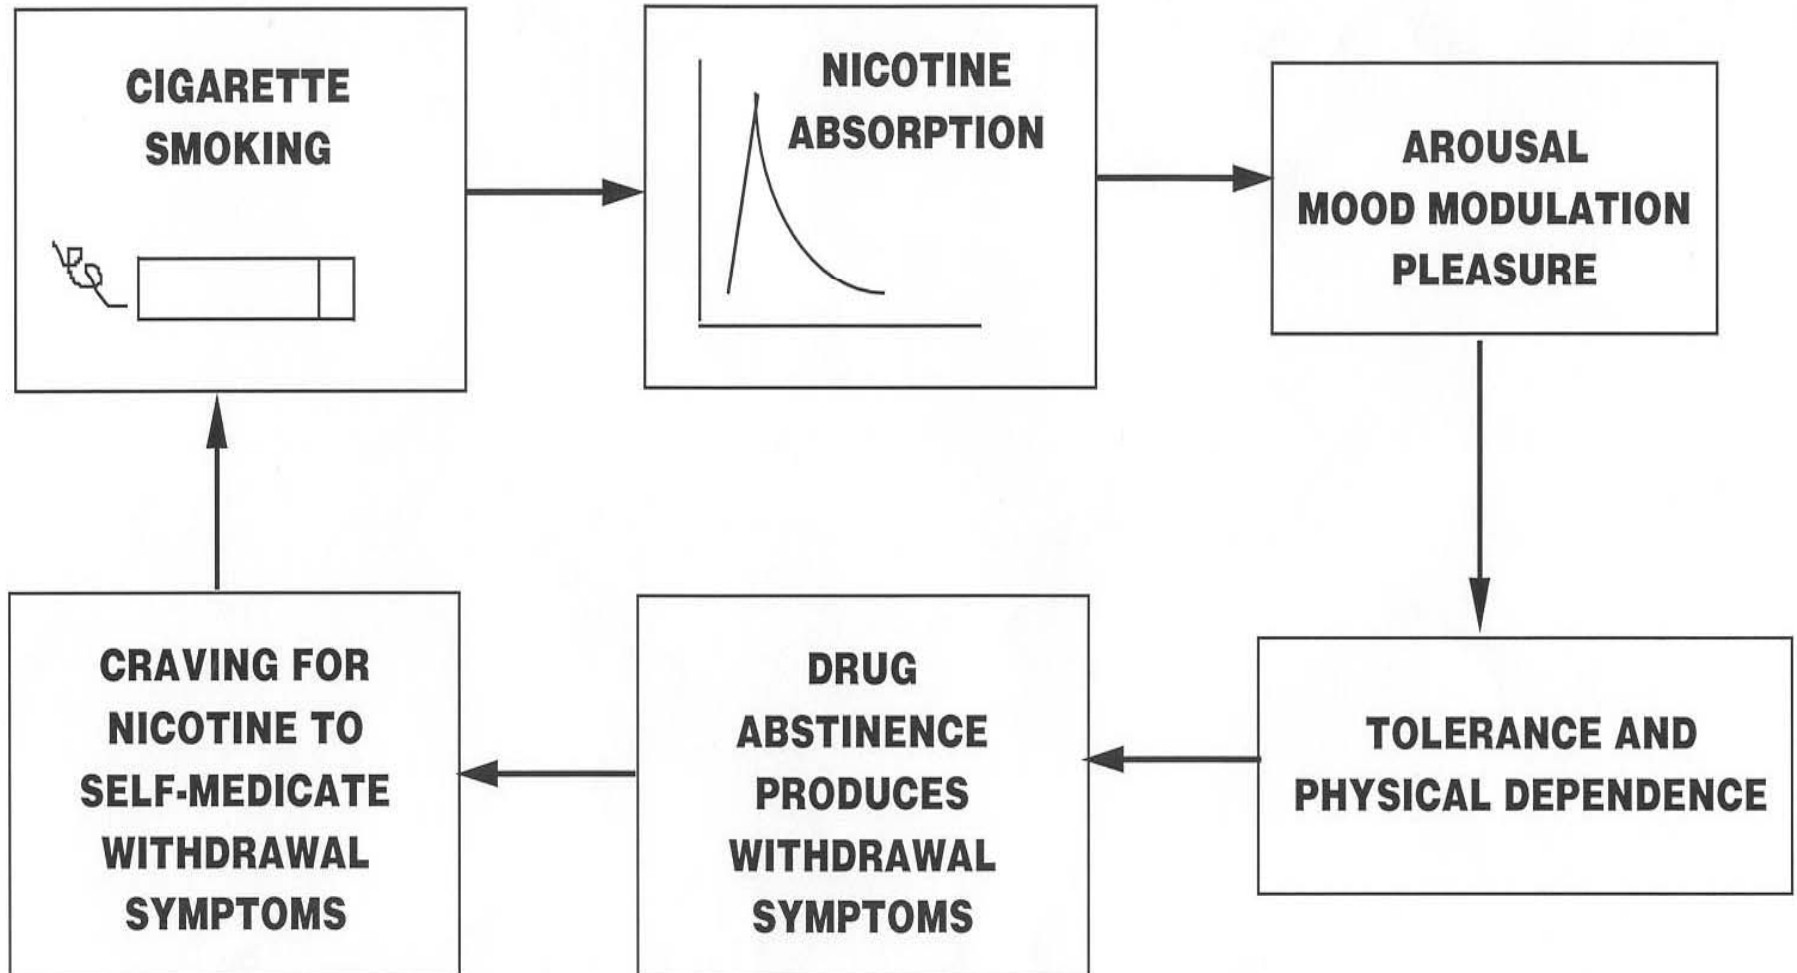 CIGARETTE
SMOKING
NICOTINE
ABSORPTION
AROUSAL
MOOD MODULATION
PLEASURE
TOLERANCE AND
PHYSICAL DEPENDENCE
DRUG
ABSTINENCE
PRODUCES
WITHDRAWAL
SYMPTOMS
CRAVING FOR
NICOTINE TO
SELF-MEDICATE
WITHDRAWAL
SYMPTOMS